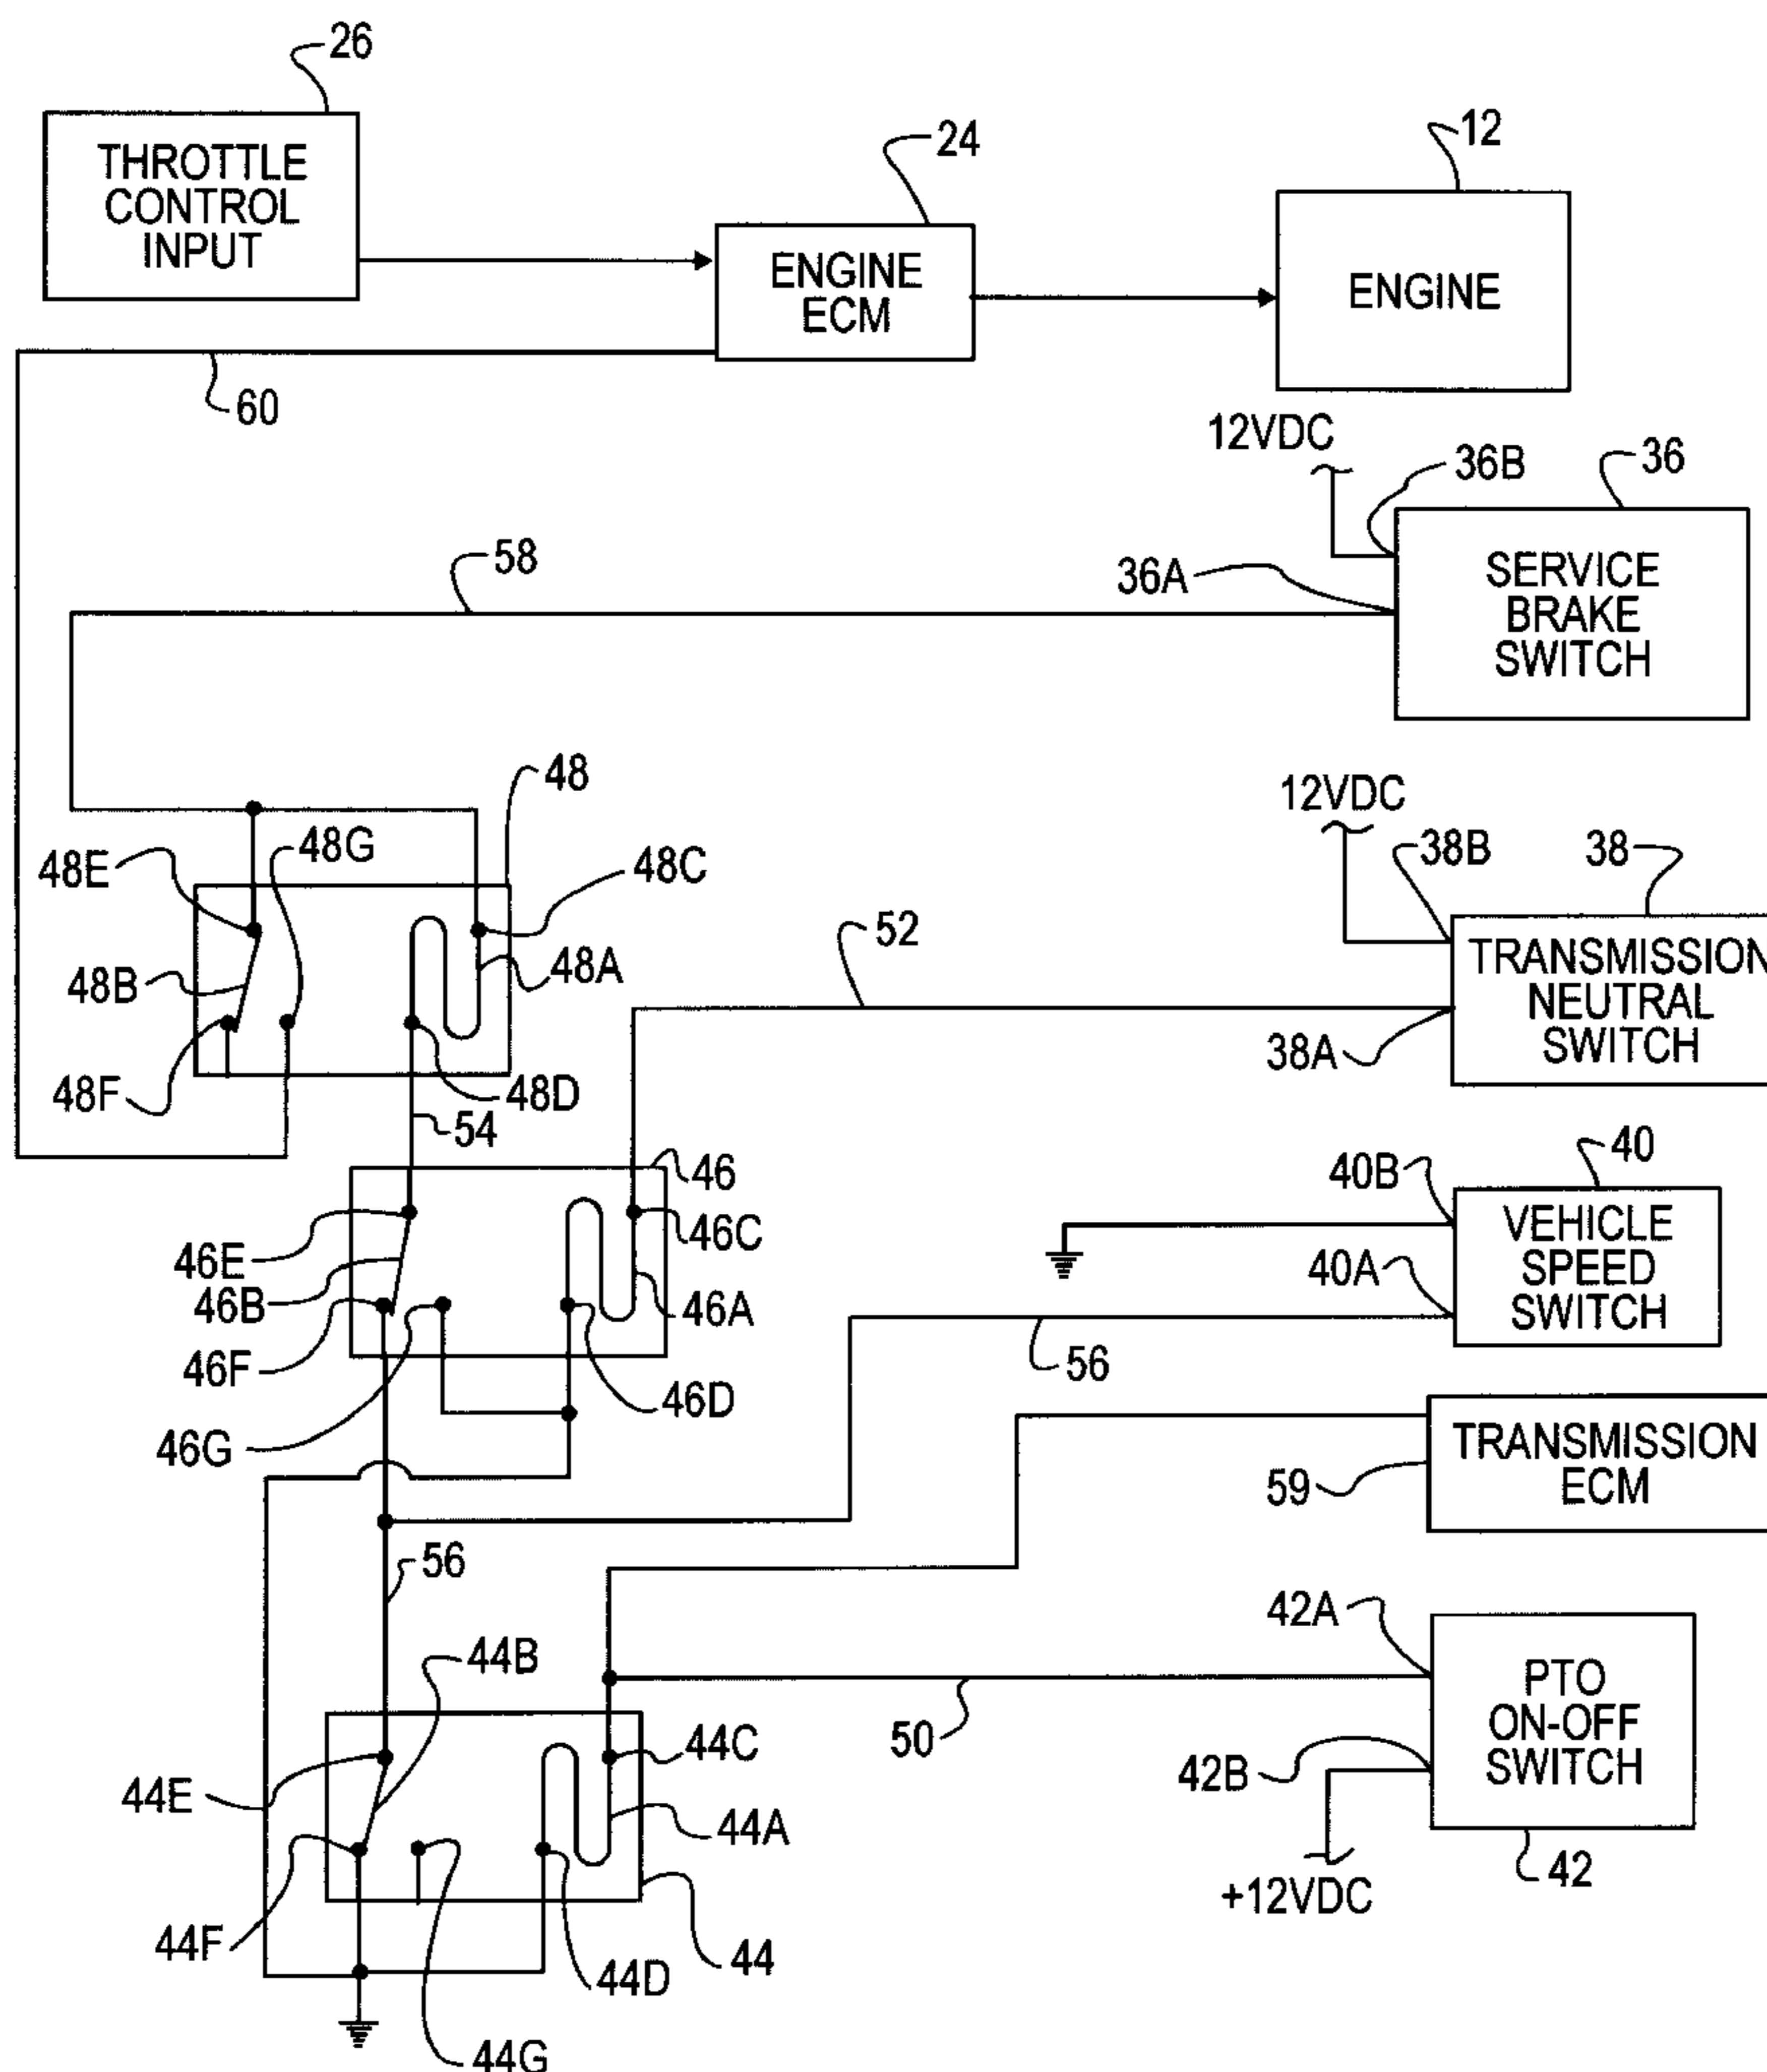 26
THROTTLE
CONTROL
INPUT
24
ENGINE
ECM
12
ENGINE
60
12VDC
36B
36
36A
SERVICE
BRAKE
SWITCH
58
48
48E
48G
48C
48B
48A
48F
48D
54
52
12VDC
38B
38
TRANSMISSION
NEUTRAL
SWITCH
38A
46
46E
46C
46B
46A
46F
46D
46G
40B
40
VEHICLE
SPEED
SWITCH
40A
56
TRANSMISSION
ECM
59
56
42A
PTO
ON-OFF
SWITCH
42B
+12VDC
42
50
44B
44C
44E
44A
44F
44D
44
44G